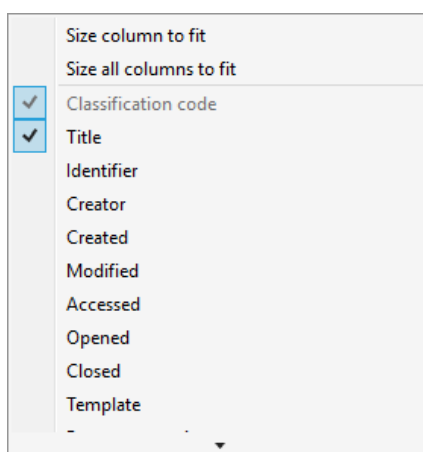 Size column to fit
Size all columns to fit
Classification code
Title
Identifier
Creator
Created
Modified
Accessed
Opened
Closed
Template